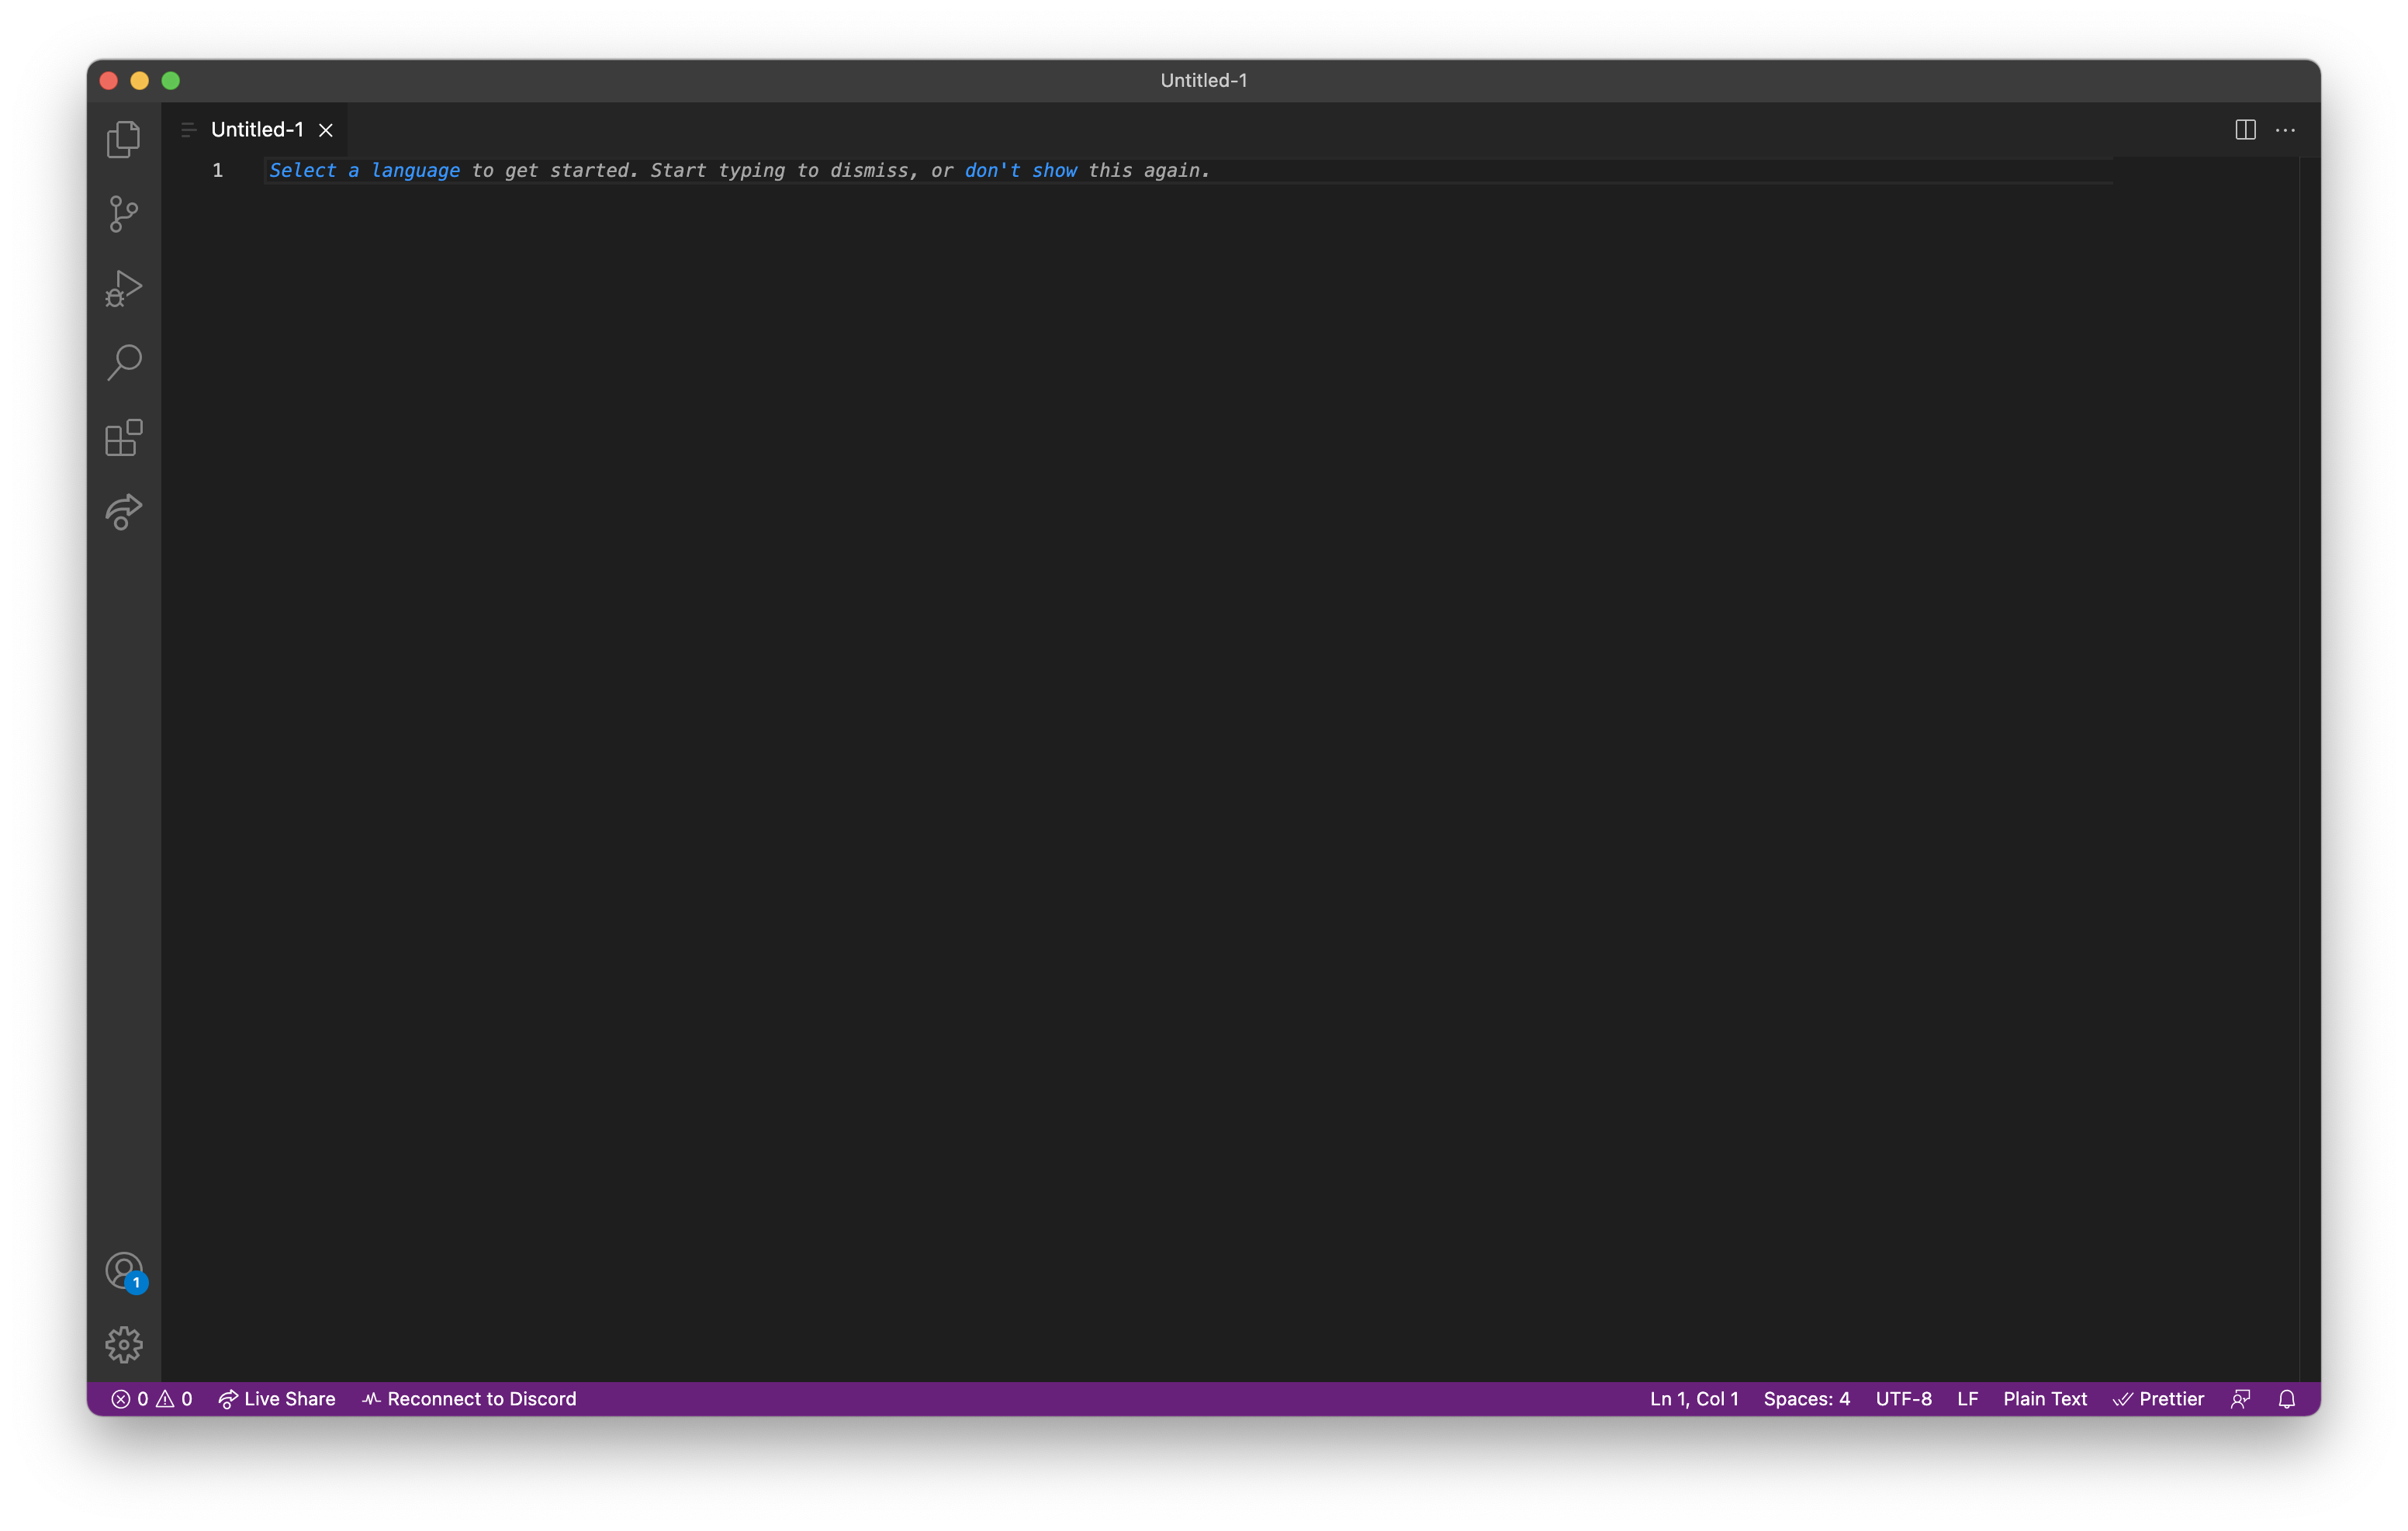 Untitled-1
Untitled-1
1 Select a language to get started. Start typing to dismiss, or don't show this again.
1
0 0 Live Share Reconnect to Discord Ln 1, Col 1 Spaces: 4 UTF-8 LF Plain Text Prettier